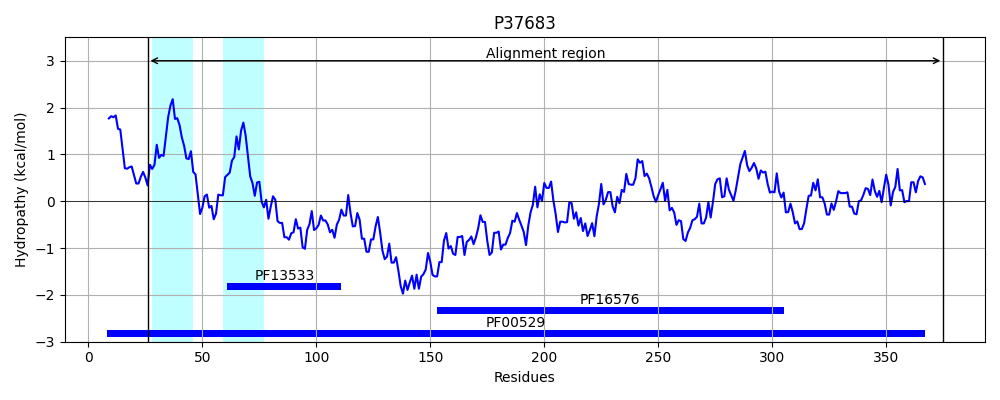 P37683
Alignment region
Hydropathy (kcal/mol)
3
2
1
0
−1
−2
−3
PF13533
PF16576
PF00529
0 50 100 150 200 250 300 350
Residues